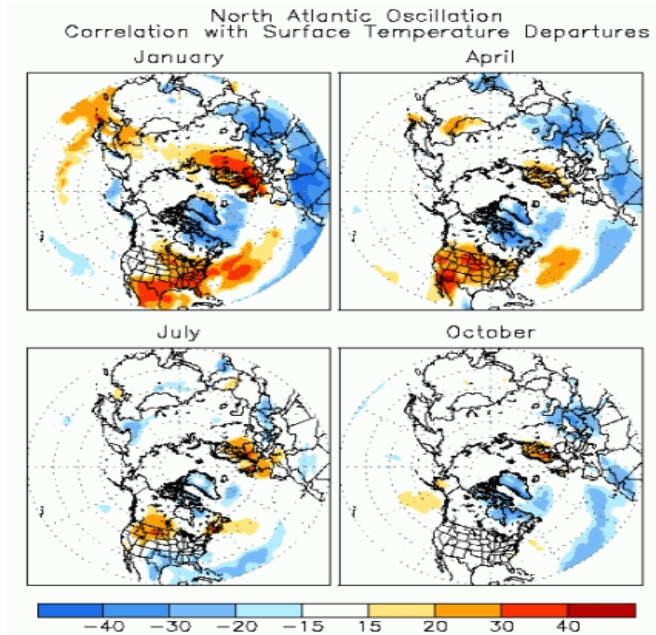 North Atlantic Oscillation
Correlation with Surface Temperature Departures
January
April
July
October
-40 -30 -20 -15 15 20 30 40